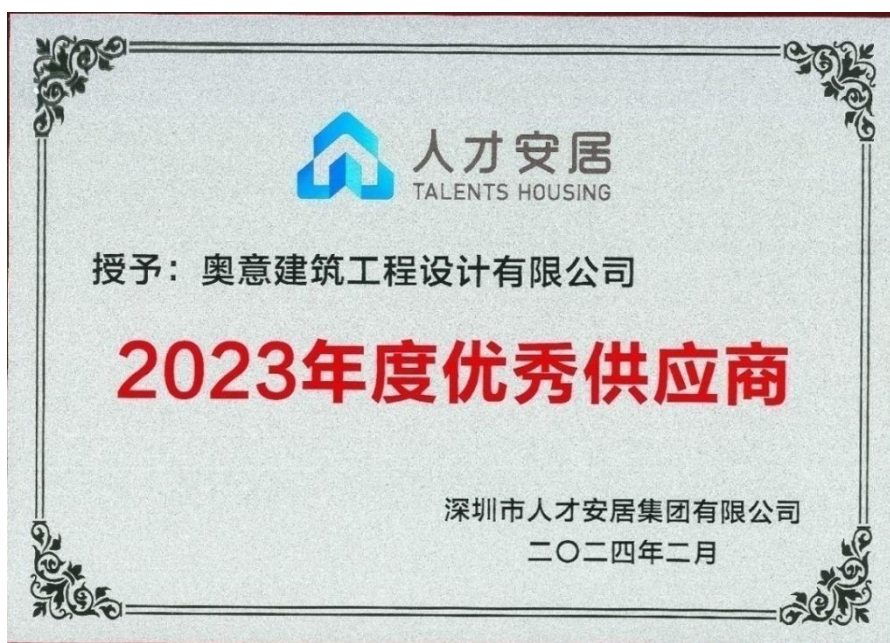 人才安居
TALENTS HOUSING
授予：奥意建筑工程设计有限公司
2023年度优秀供应商
深圳市人才安居集团有限公司
二〇二四年二月